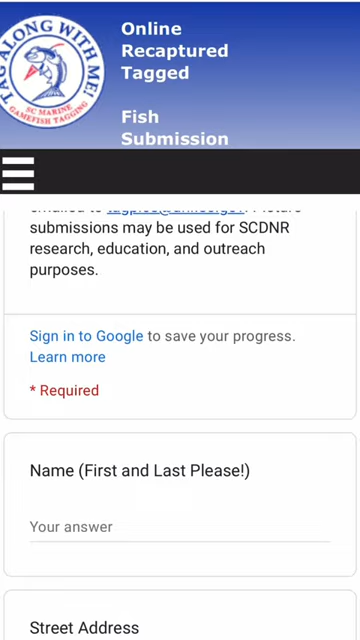 TAG ALONG WITH ME!
SC MARINE
GAMEFISH TAGGING
Online
Recaptured
Tagged
Fish
Submission
submissions may be used for SCDNR
research, education, and outreach
purposes.
Sign in to Google to save your progress.
Learn more
* Required
Name (First and Last Please!)
Your answer
Street Address